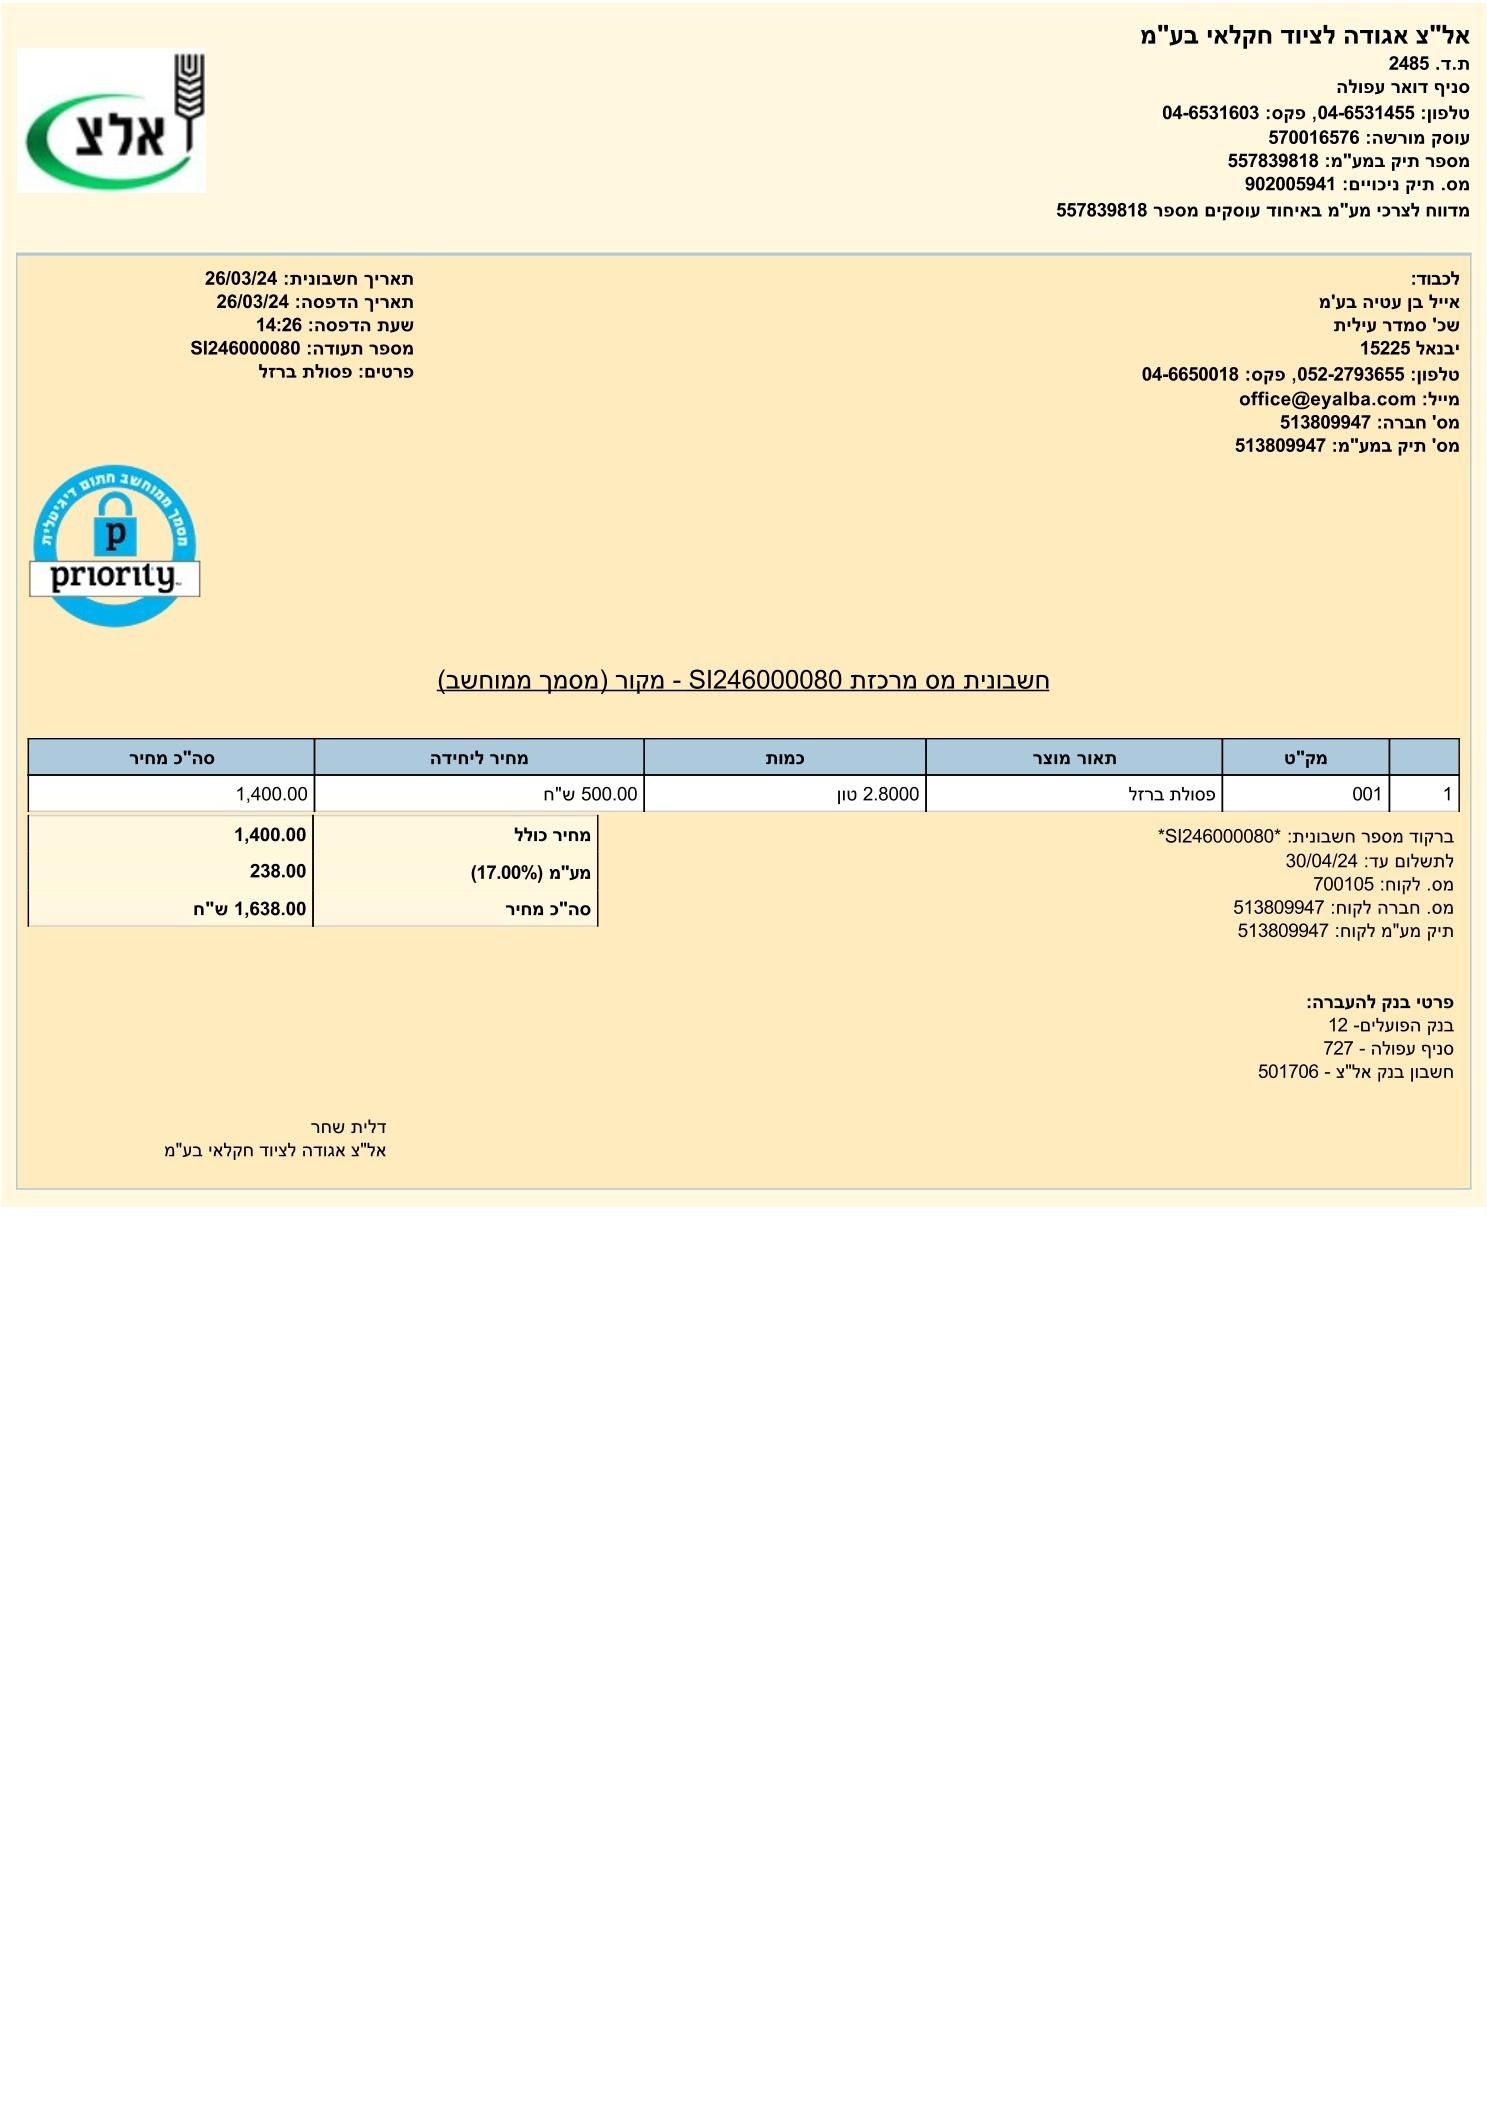 אל"צ אגודה לציוד חקלאי בע"מ
ת.ד. 2485
סניף דואר עפולה
טלפון: 04-6531455, פקס: 04-6531603
עוסק מורשה: 570016576
מספר תיק במע"מ: 557839818
מס. תיק ניכויים: 902005941
מדווח לצרכי מע"מ באיחוד עוסקים מספר 557839818
אלצ
לכבוד:
אייל בן עטיה בע'מ
שכ' סמדר עילית
יבנאל 15225
טלפון: 052-2793655, פקס: 04-6650018
מייל: office@eyalba.com
מס' חברה: 513809947
מס' תיק במע"מ: 513809947
תאריך חשבונית: 26/03/24
תאריך הדפסה: 26/03/24
שעת הדפסה: 14:26
מספר תעודה: SI246000080
פרטים: פסולת ברזל
מסמך ממוחשב חתום דיגיטלית
p
priority
חשבונית מס מרכזת SI246000080 - מקור (מסמך ממוחשב)
מק"ט תאור מוצר כמות מחיר ליחידה סה"כ מחיר
1 001 פסולת ברזל 2.8000 טון 500.00 ש"ח 1,400.00
מחיר כולל 1,400.00
מע"מ (17.00%) 238.00
סה"כ מחיר 1,638.00 ש"ח
ברקוד מספר חשבונית: *SI246000080*
לתשלום עד: 30/04/24
מס. לקוח: 700105
מס. חברה לקוח: 513809947
תיק מע"מ לקוח: 513809947
פרטי בנק להעברה:
בנק הפועלים- 12
סניף עפולה - 727
חשבון בנק אל"צ - 501706
דלית שחר
אל"צ אגודה לציוד חקלאי בע"מ